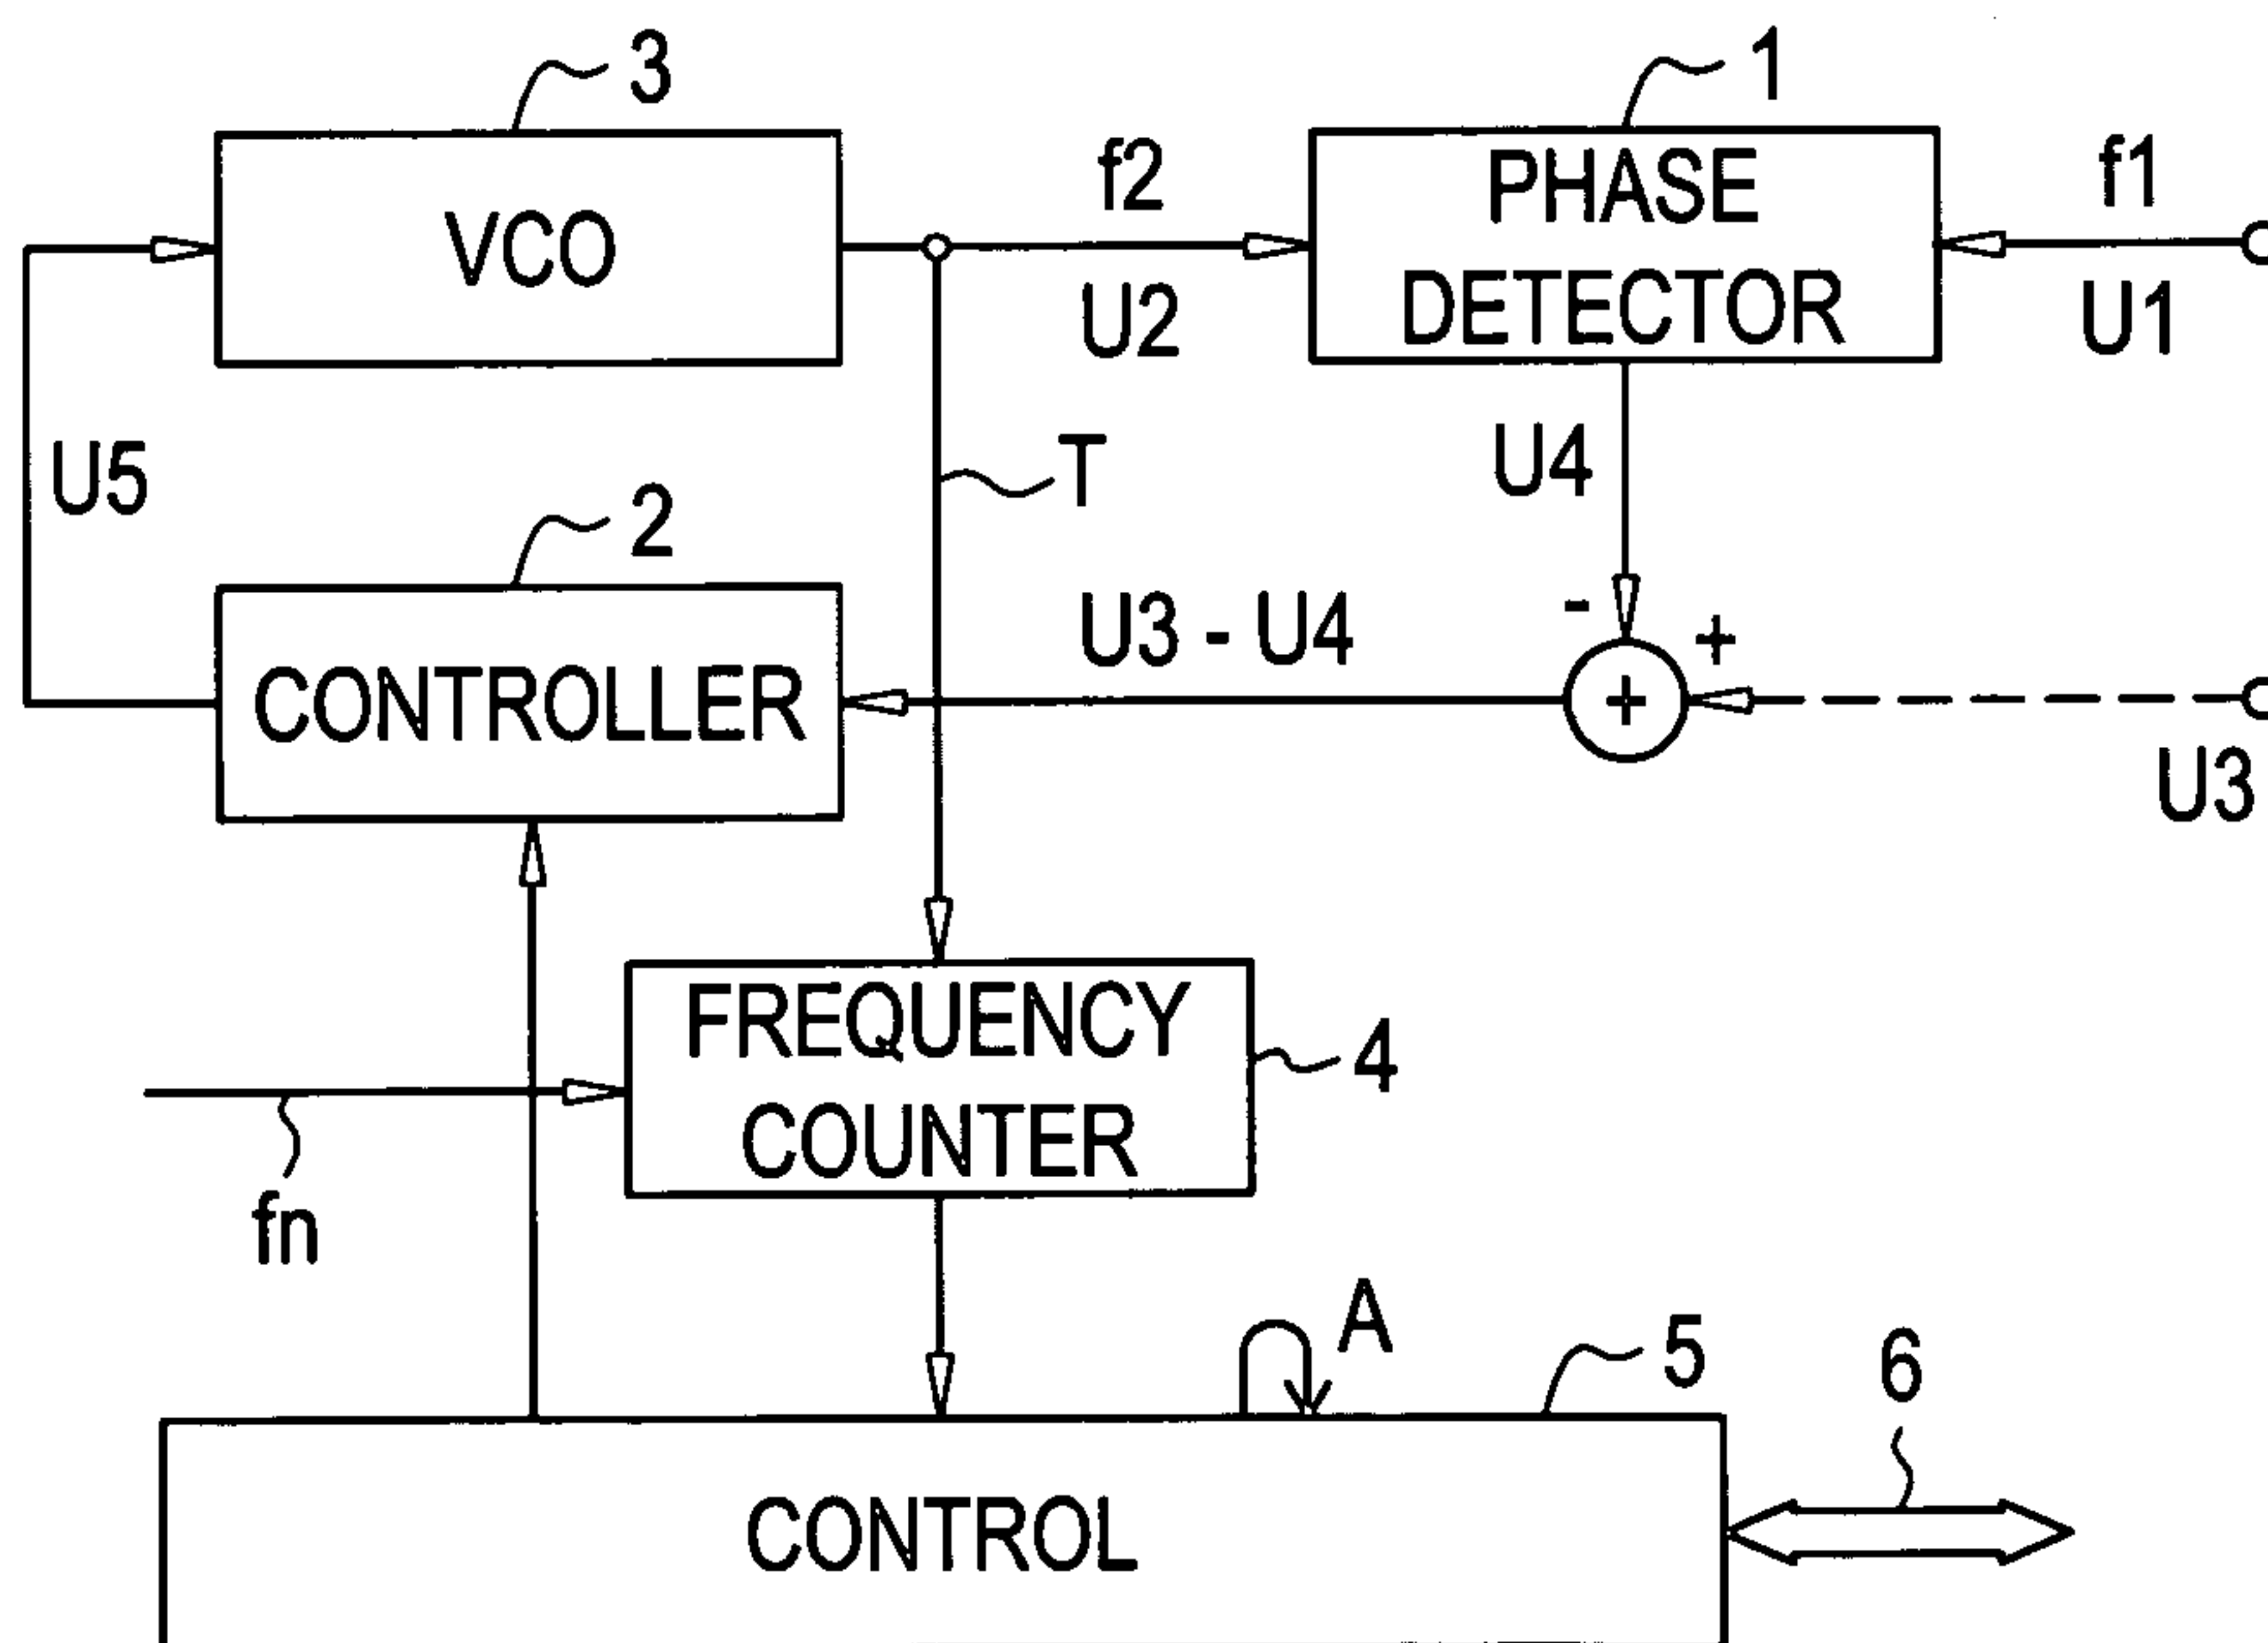 3
1
VCO
f2
U2
PHASE
DETECTOR
f1
U1
U5
T
U4
2
CONTROLLER
U3 - U4
-
+
+
U3
FREQUENCY
COUNTER
4
fn
A
5
6
CONTROL